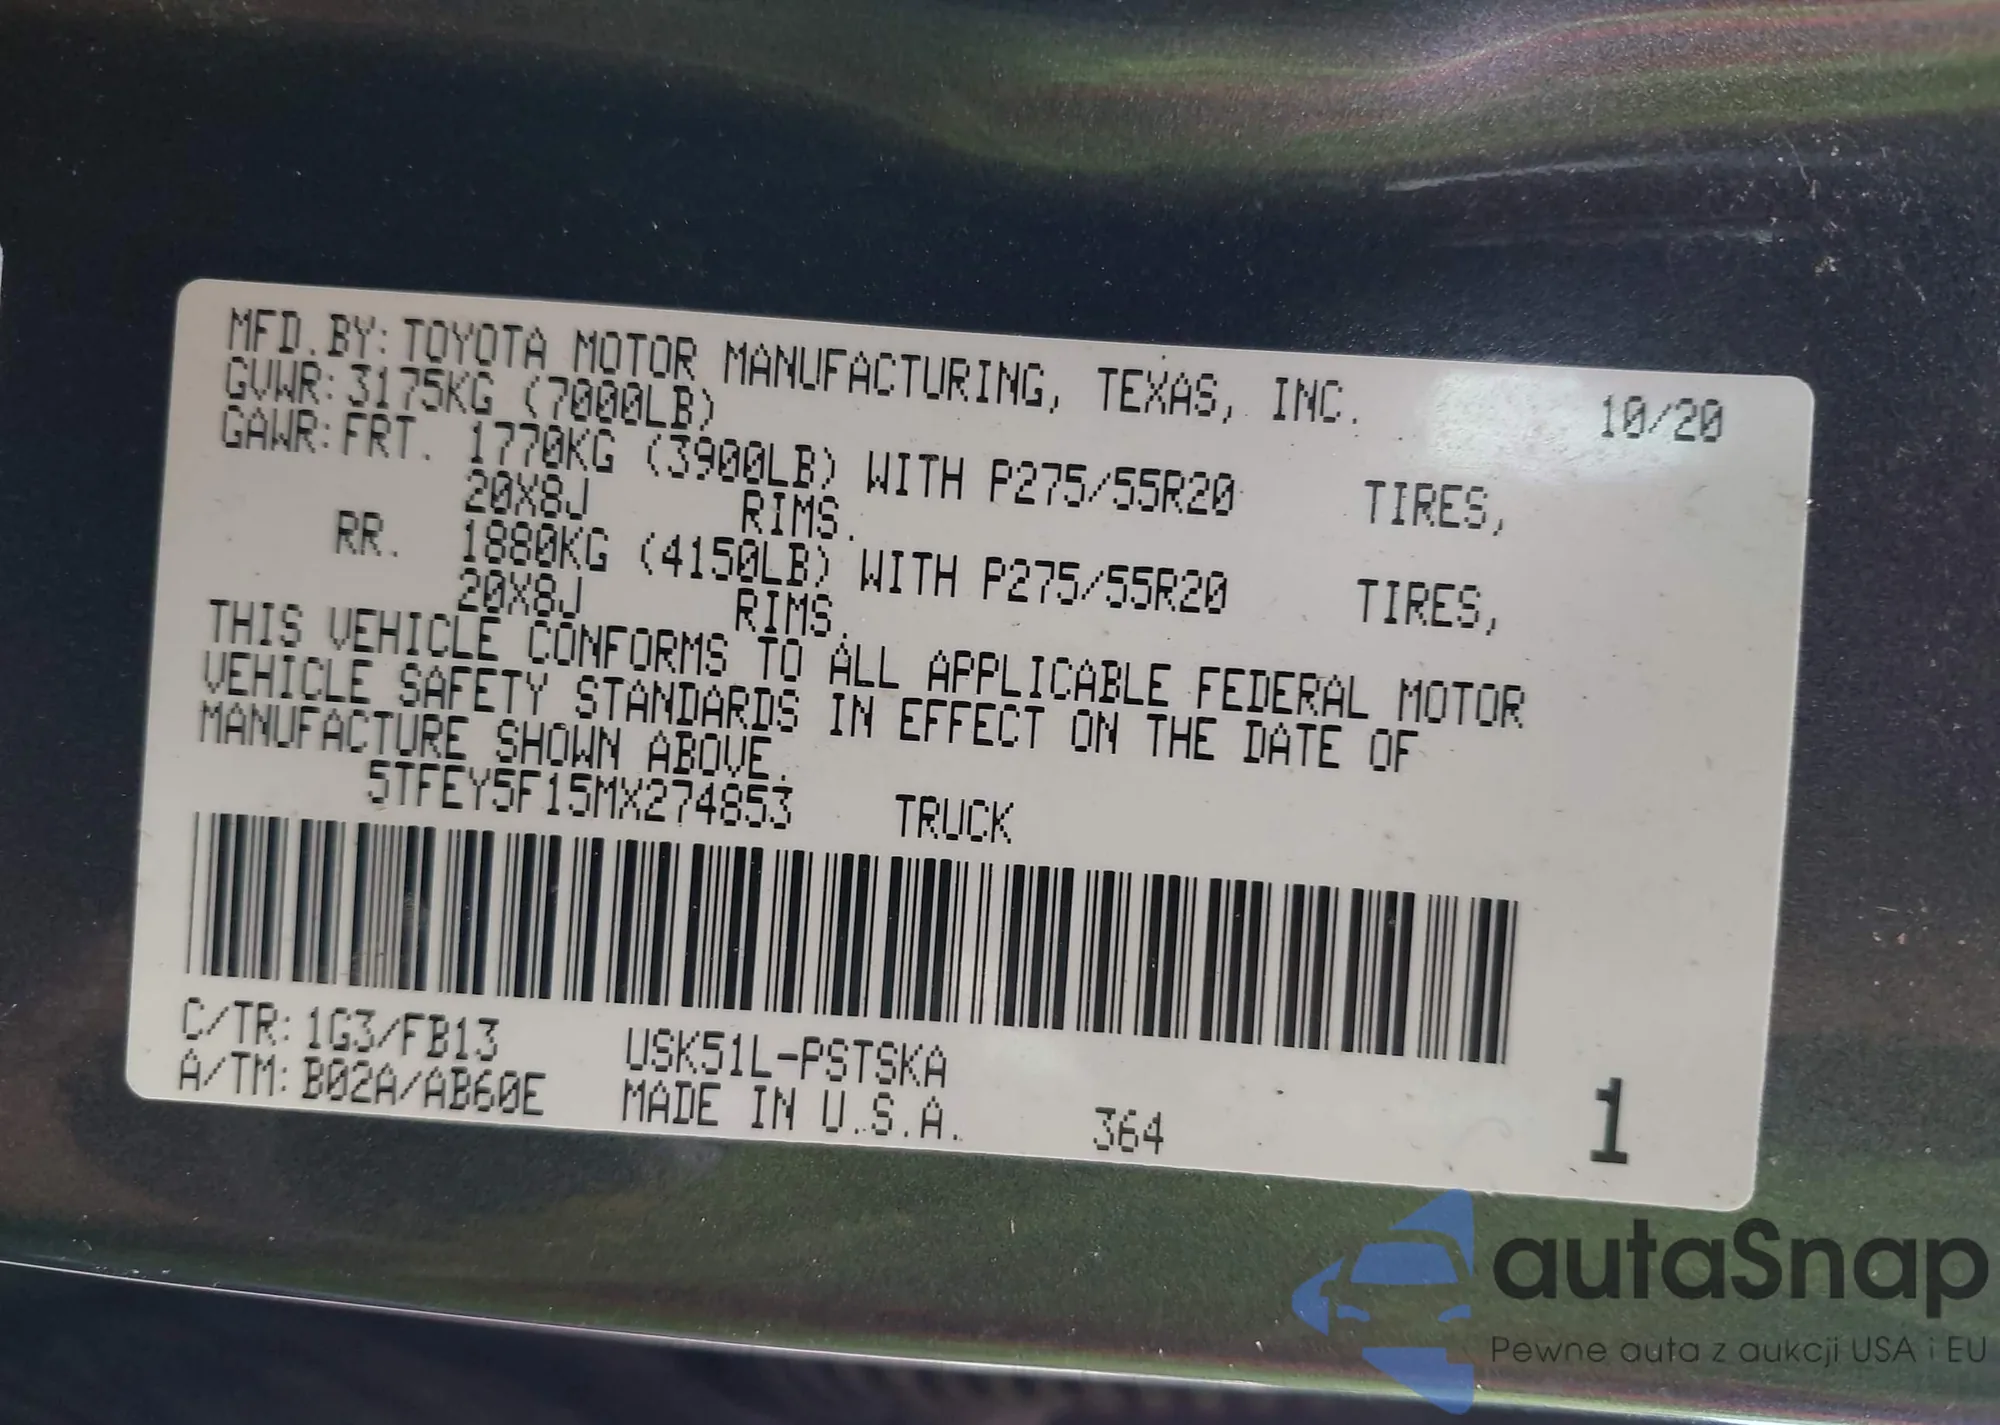 MFD.BY:TOYOTA MOTOR MANUFACTURING, TEXAS, INC. 10/20
GVWR:3175KG (7000LB)
GAWR:FRT. 1770KG (3900LB) WITH P275/55R20 TIRES,
20X8J RIMS.
RR. 1880KG (4150LB) WITH P275/55R20 TIRES,
20X8J RIMS.
THIS VEHICLE CONFORMS TO ALL APPLICABLE FEDERAL MOTOR
VEHICLE SAFETY STANDARDS IN EFFECT ON THE DATE OF
MANUFACTURE SHOWN ABOVE.
5TFEY5F15MX274853 TRUCK
C/TR:1G3/FB13 USK51L-PSTSKA
A/TM:B02A/AB60E MADE IN U.S.A. 364 1
autaSnap
Pewne auta z aukcji USA i EU